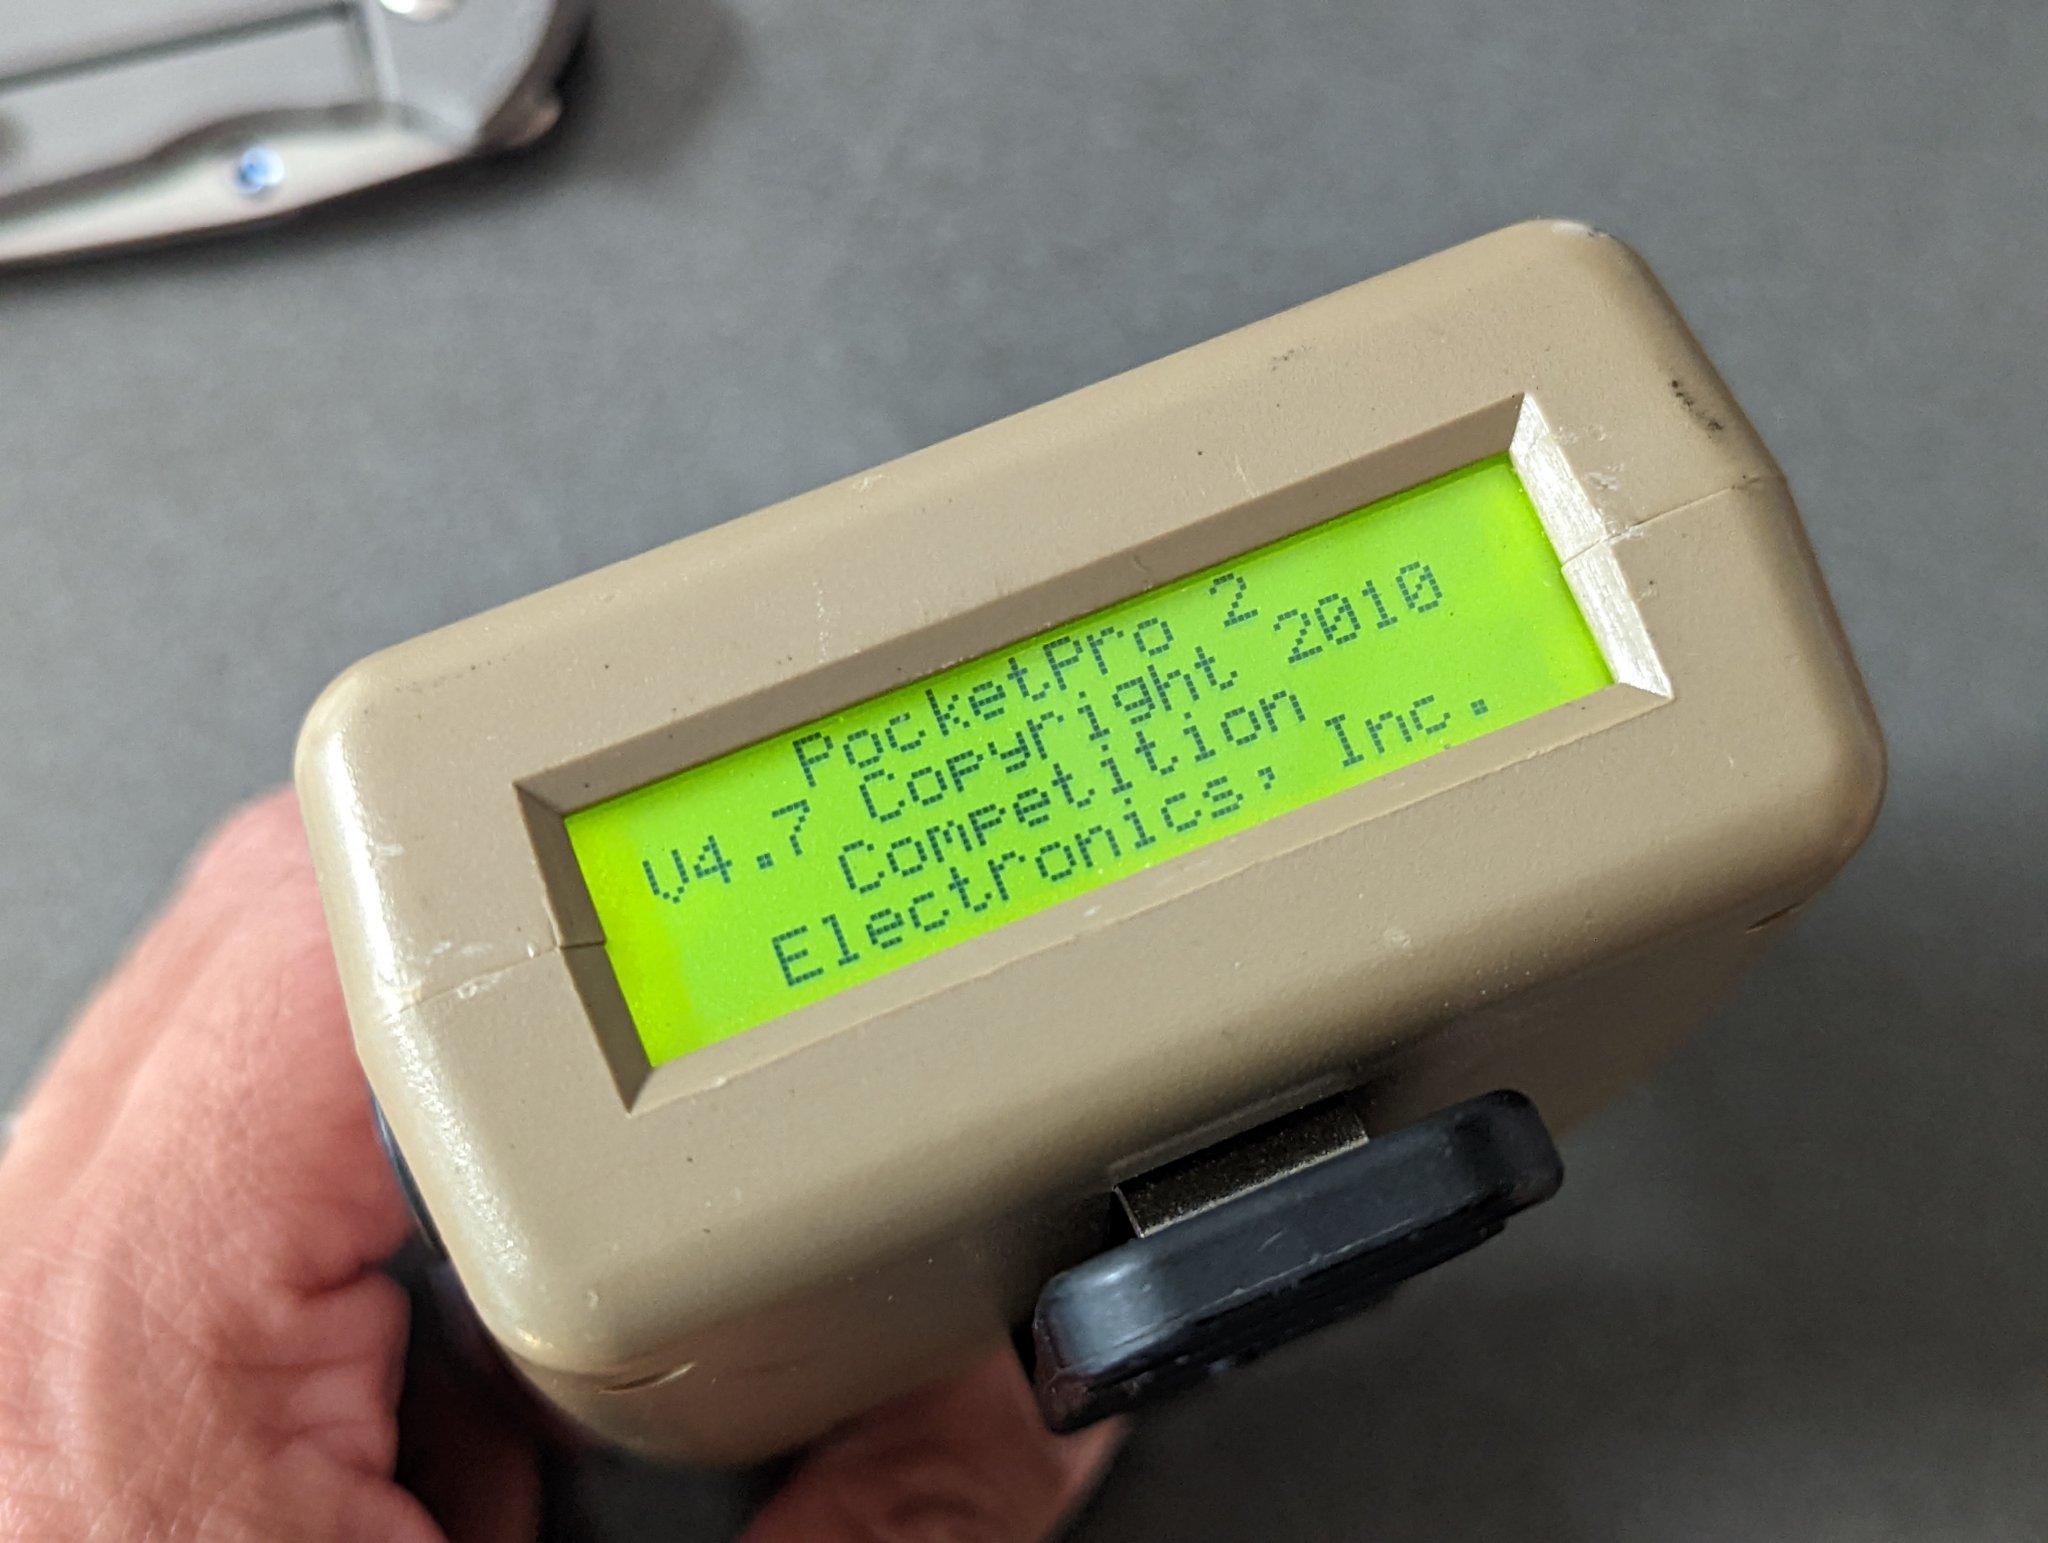 PocketPro 2
V4.7 Copyright 2010
Competition
Electronics, Inc.